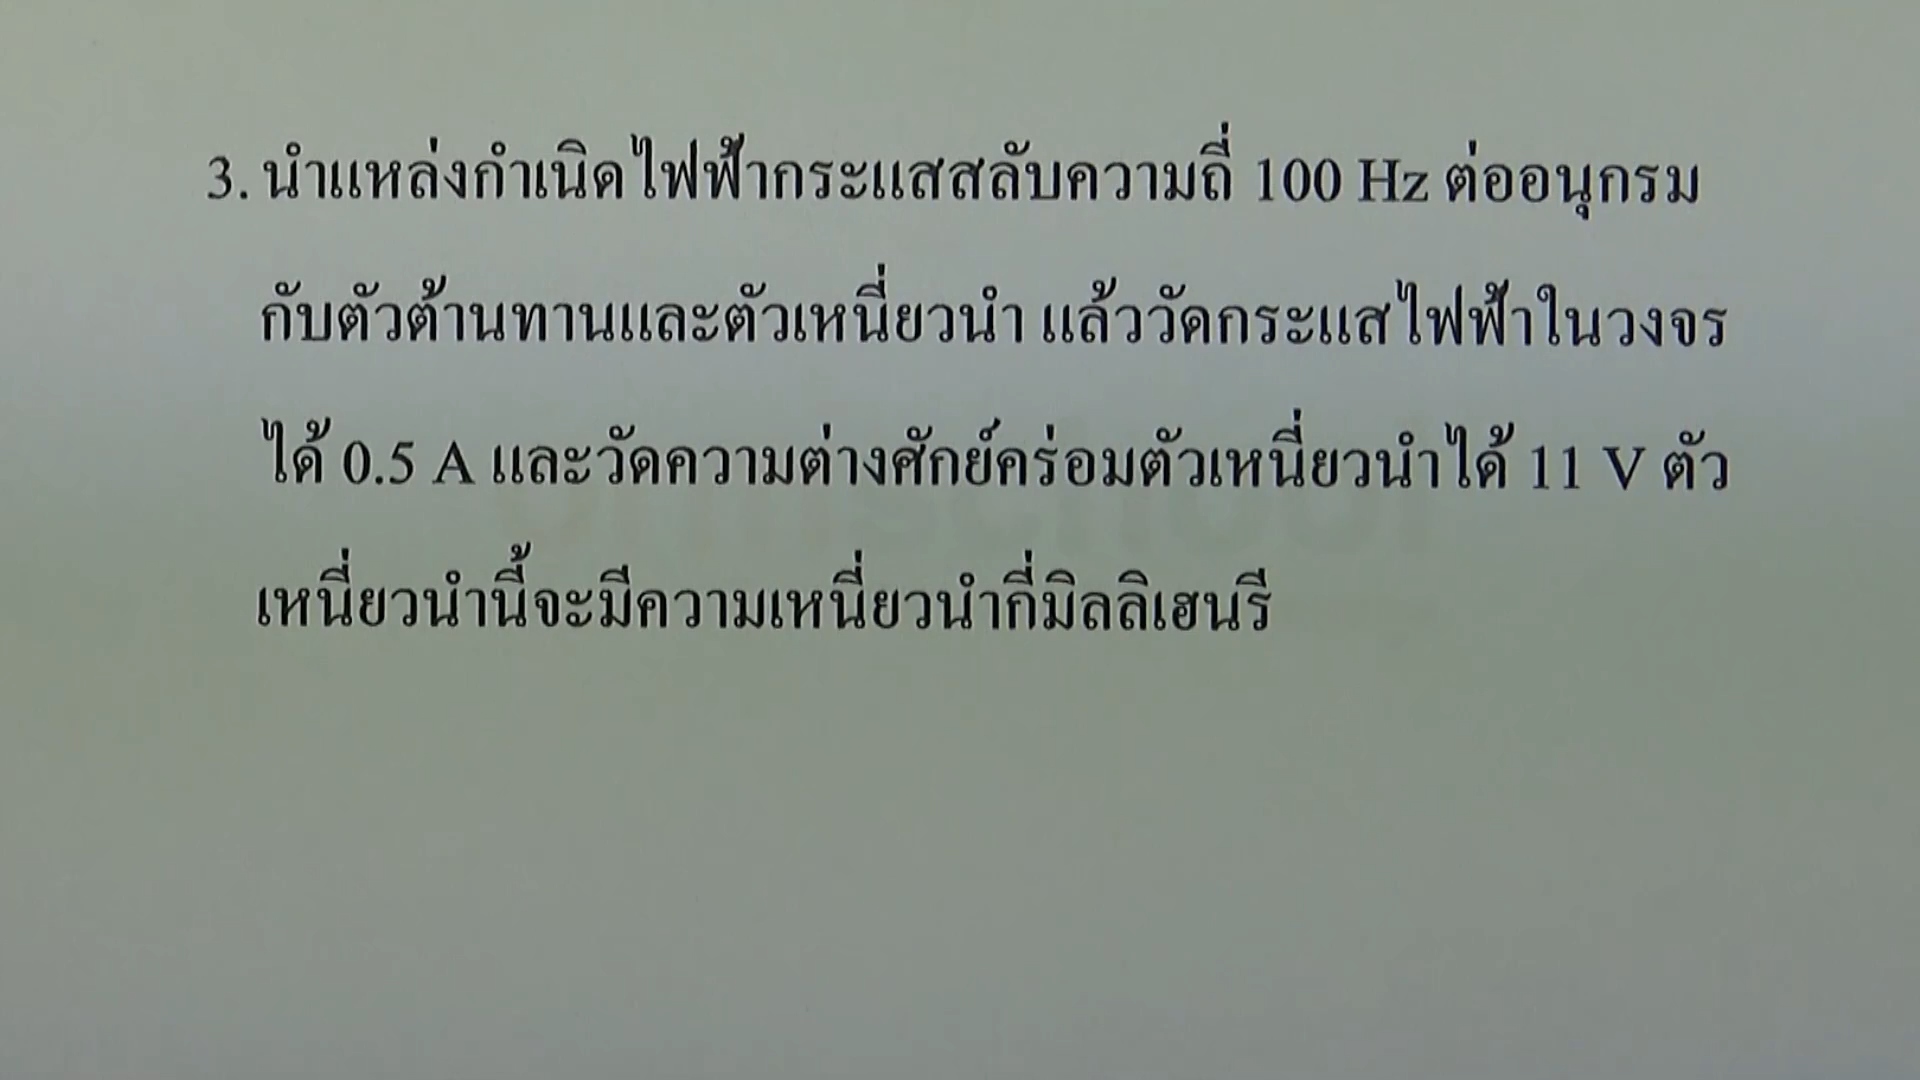 3. นำแหล่งกำเนิดไฟฟ้ากระแสสลับความถี่ 100 Hz ต่ออนุกรม
กับตัวต้านทานและตัวเหนี่ยวนำ แล้ววัดกระแสไฟฟ้าในวงจร
ได้ 0.5 A และวัดความต่างศักย์คร่อมตัวเหนี่ยวนำได้ 11 V ตัว
เหนี่ยวนำนี้จะมีความเหนี่ยวนำกี่มิลลิเฮนรี